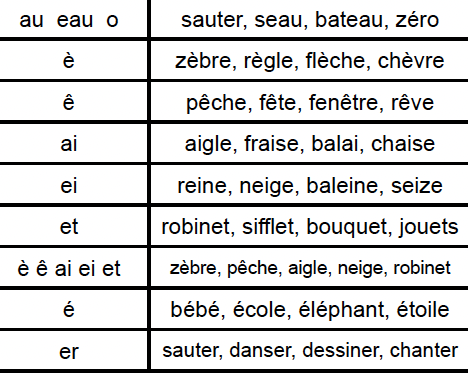 au eau o sauter, seau, bateau, zéro
è zèbre, règle, flèche, chèvre
ê pêche, fête, fenêtre, rêve
ai aigle, fraise, balai, chaise
ei reine, neige, baleine, seize
et robinet, sifflet, bouquet, jouets
è ê ai ei et zèbre, pêche, aigle, neige, robinet
é bébé, école, éléphant, étoile
er sauter, danser, dessiner, chanter